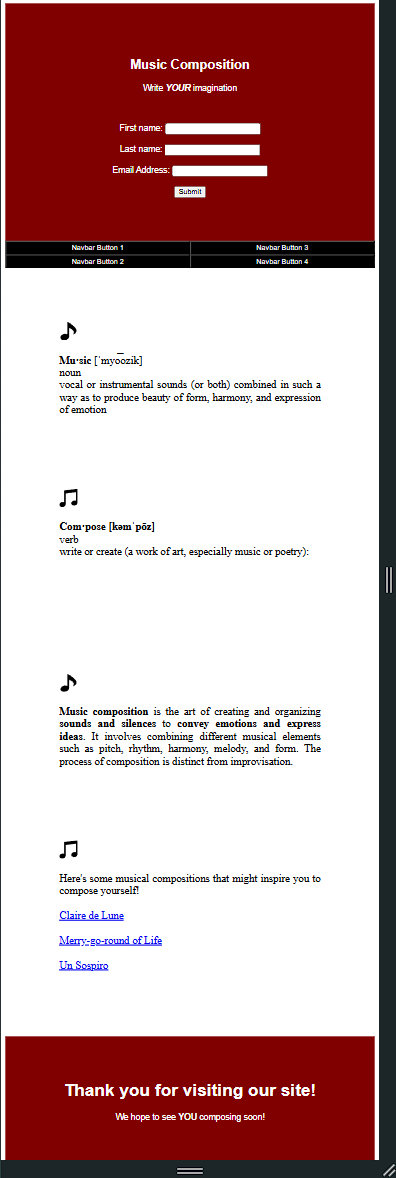 Music Composition
Write YOUR imagination
First name:
Last name:
Email Address:
Submit
Navbar Button 1
Navbar Button 3
Navbar Button 2
Navbar Button 4
Mu·sic [ˈmyo͞ozik]
noun
vocal or instrumental sounds (or both) combined in such a
way as to produce beauty of form, harmony, and expression
of emotion
Com·pose [kəmˈpōz]
verb
write or create (a work of art, especially music or poetry):
Music composition is the art of creating and organizing
sounds and silences to convey emotions and express
ideas. It involves combining different musical elements
such as pitch, rhythm, harmony, melody, and form. The
process of composition is distinct from improvisation.
Here's some musical compositions that might inspire you to
compose yourself!
Claire de Lune
Merry-go-round of Life
Un Sospiro
Thank you for visiting our site!
We hope to see YOU composing soon!